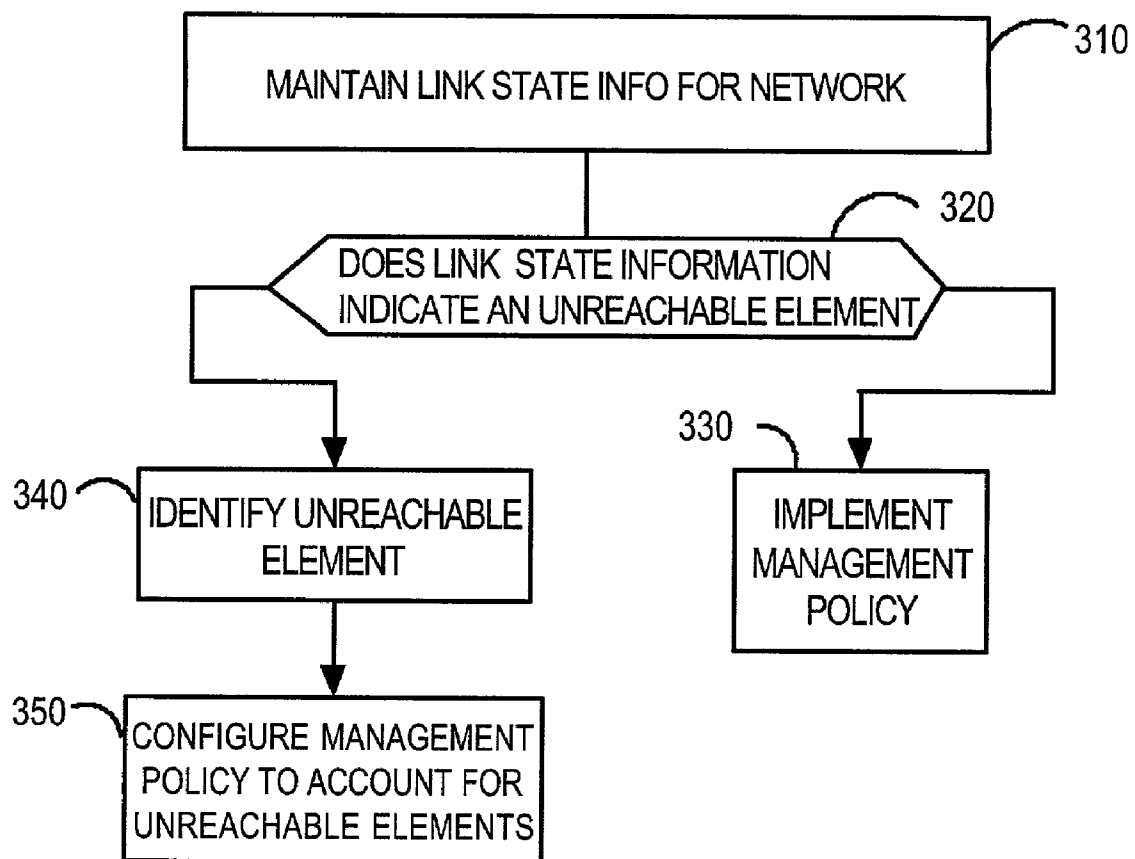 310
MAINTAIN LINK STATE INFO FOR NETWORK
320
DOES LINK STATE INFORMATION
INDICATE AN UNREACHABLE ELEMENT
330
340
IDENTIFY UNREACHABLE
ELEMENT
IMPLEMENT
MANAGEMENT
POLICY
350
CONFIGURE MANAGEMENT
POLICY TO ACCOUNT FOR
UNREACHABLE ELEMENTS